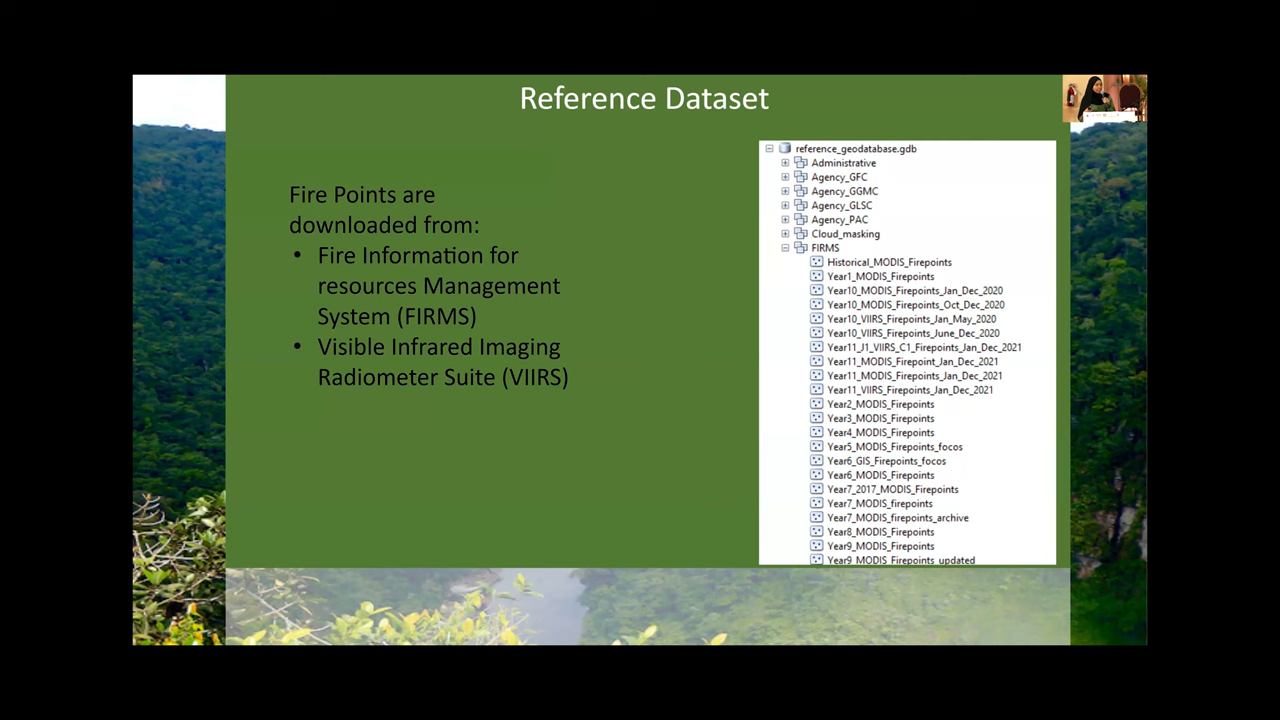 Reference Dataset
Fire Points are
downloaded from:
• Fire Information for
resources Management
System (FIRMS)
• Visible Infrared Imaging
Radiometer Suite (VIIRS)
reference_geodatabase.gdb
Administrative
Agency_GFC
Agency_GGMC
Agency_GLSC
Agency_PAC
Cloud_masking
FIRMS
Historical_MODIS_Firepoints
Year1_MODIS_Firepoints
Year10_MODIS_Firepoints_Jan_Dec_2020
Year10_MODIS_Firepoints_Oct_Dec_2020
Year10_VIIRS_Firepoints_Jan_May_2020
Year10_VIIRS_Firepoints_June_Dec_2020
Year11_J1_VIIRS_C1_Firepoints_Jan_Dec_2021
Year11_MODIS_Firepoint_Jan_Dec_2021
Year11_MODIS_Firepoints_Jan_Dec_2021
Year11_VIIRS_Firepoints_Jan_Dec_2021
Year2_MODIS_Firepoints
Year3_MODIS_Firepoints
Year4_MODIS_Firepoints
Year5_MODIS_Firepoints_focos
Year6_GIS_Firepoints_focos
Year6_MODIS_Firepoints
Year7_2017_MODIS_Firepoints
Year7_MODIS_firepoints
Year7_MODIS_firepoints_archive
Year8_MODIS_Firepoints
Year9_MODIS_Firepoints
Year9_MODIS_Firepoints_updated